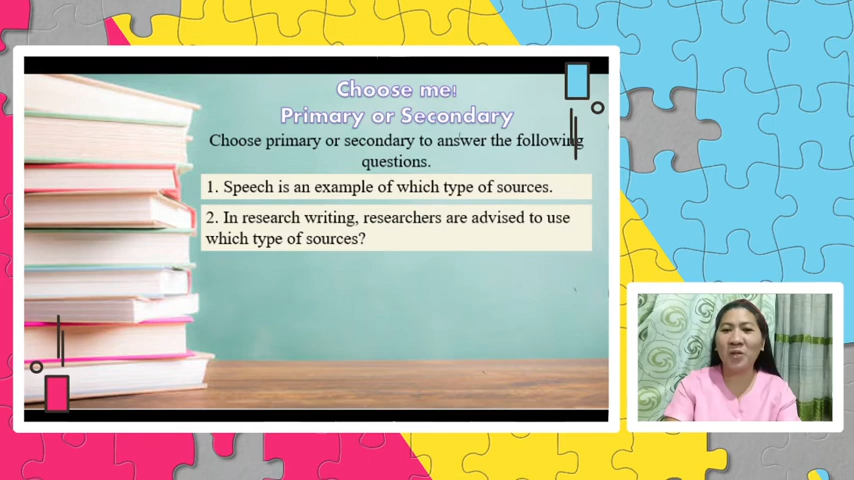 Choose me!
Primary or Secondary
Choose primary or secondary to answer the following
questions.
1. Speech is an example of which type of sources.
2. In research writing, researchers are advised to use
which type of sources?